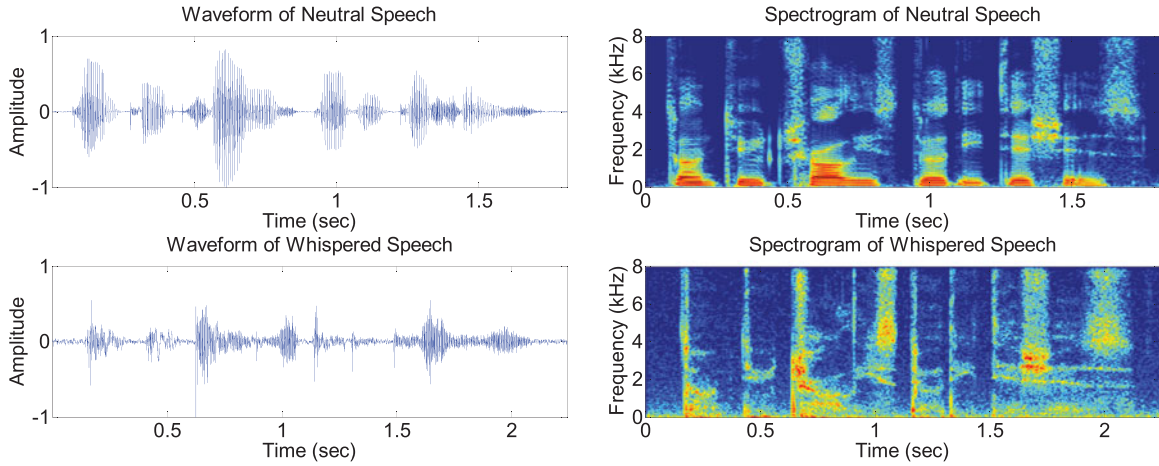 Waveform of Neutral Speech
1
0
-1
Amplitude
0.5 1 1.5
Time (sec)
Spectrogram of Neutral Speech
8
6
4
2
0
Frequency (kHz)
0 0.5 1 1.5
Time (sec)
Waveform of Whispered Speech
1
0
-1
Amplitude
0.5 1 1.5 2
Time (sec)
Spectrogram of Whispered Speech
8
6
4
2
0
Frequency (kHz)
0 0.5 1 1.5 2
Time (sec)